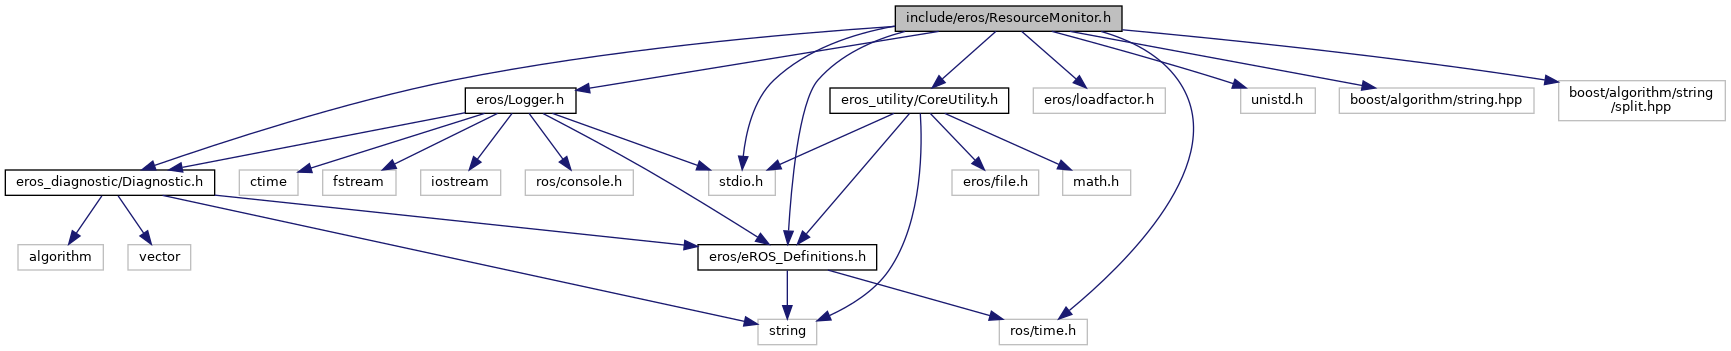 include/eros/ResourceMonitor.h
eros/Logger.h
eros_utility/CoreUtility.h
eros/loadfactor.h
unistd.h
boost/algorithm/string.hpp
boost/algorithm/string
/split.hpp
eros_diagnostic/Diagnostic.h
ctime
fstream
iostream
ros/console.h
stdio.h
eros/file.h
math.h
algorithm
vector
eros/eROS_Definitions.h
string
ros/time.h